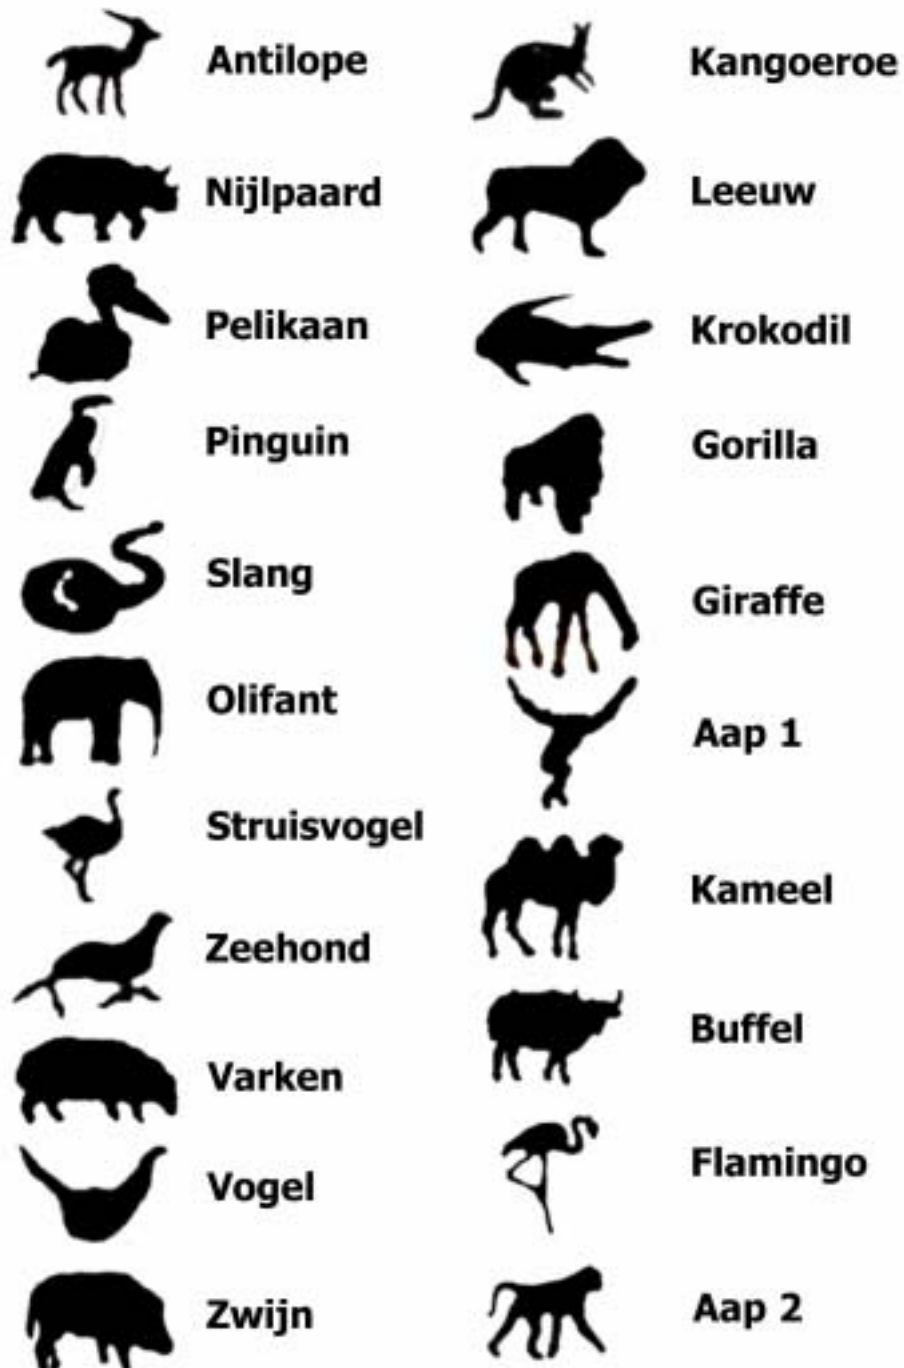 Antilope
Kangoeroe
Nijlpaard
Leeuw
Pelikaan
Krokodil
Pinguin
Gorilla
Slang
Giraffe
Olifant
Aap 1
Struisvogel
Kameel
Zeehond
Buffel
Varken
Flamingo
Vogel
Aap 2
Zwijn